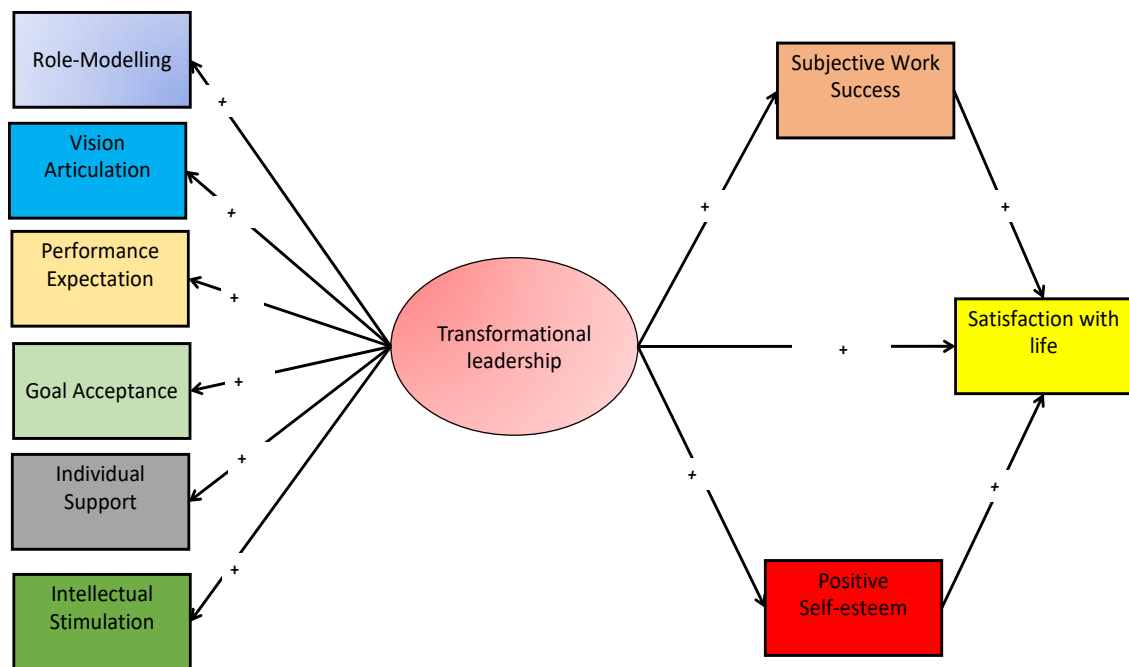 Role-Modelling
Vision
Articulation
Performance
Expectation
Goal Acceptance
Individual
Support
Intellectual
Stimulation
+
+
+
+
+
+
Transformational
leadership
Subjective Work
Success
+
+
+
+
+
Satisfaction with
life
Positive
Self-esteem